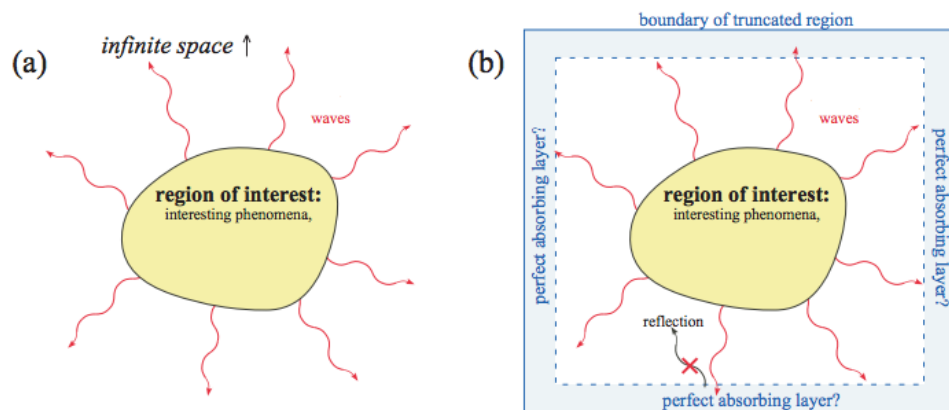 (a)
infinite space ↑
waves
region of interest:
interesting phenomena,
(b)
boundary of truncated region
perfect absorbing layer?
waves
region of interest:
interesting phenomena,
perfect absorbing layer?
reflection
perfect absorbing layer?